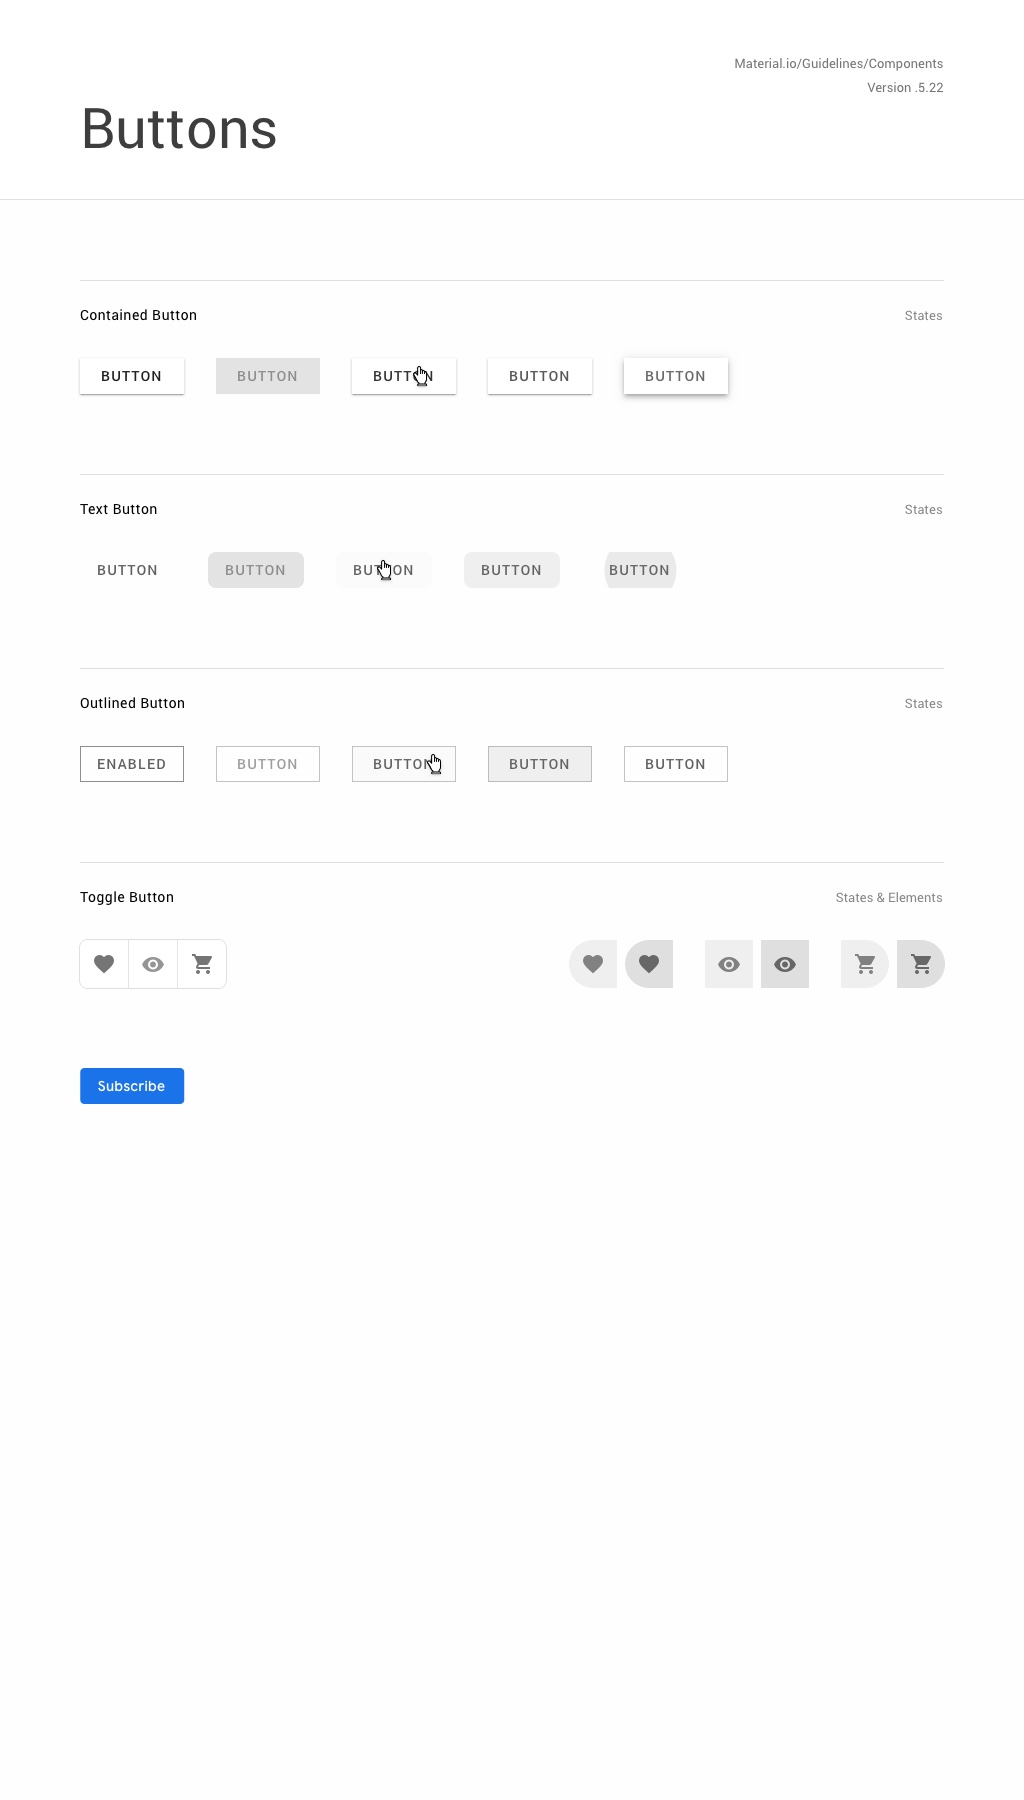 Material.io/Guidelines/Components
Version .5.22
Buttons
Contained Button States
BUTTON BUTTON BUTTON BUTTON BUTTON
Text Button States
BUTTON BUTTON BUTTON BUTTON BUTTON
Outlined Button States
ENABLED BUTTON BUTTON BUTTON BUTTON
Toggle Button States & Elements
Subscribe